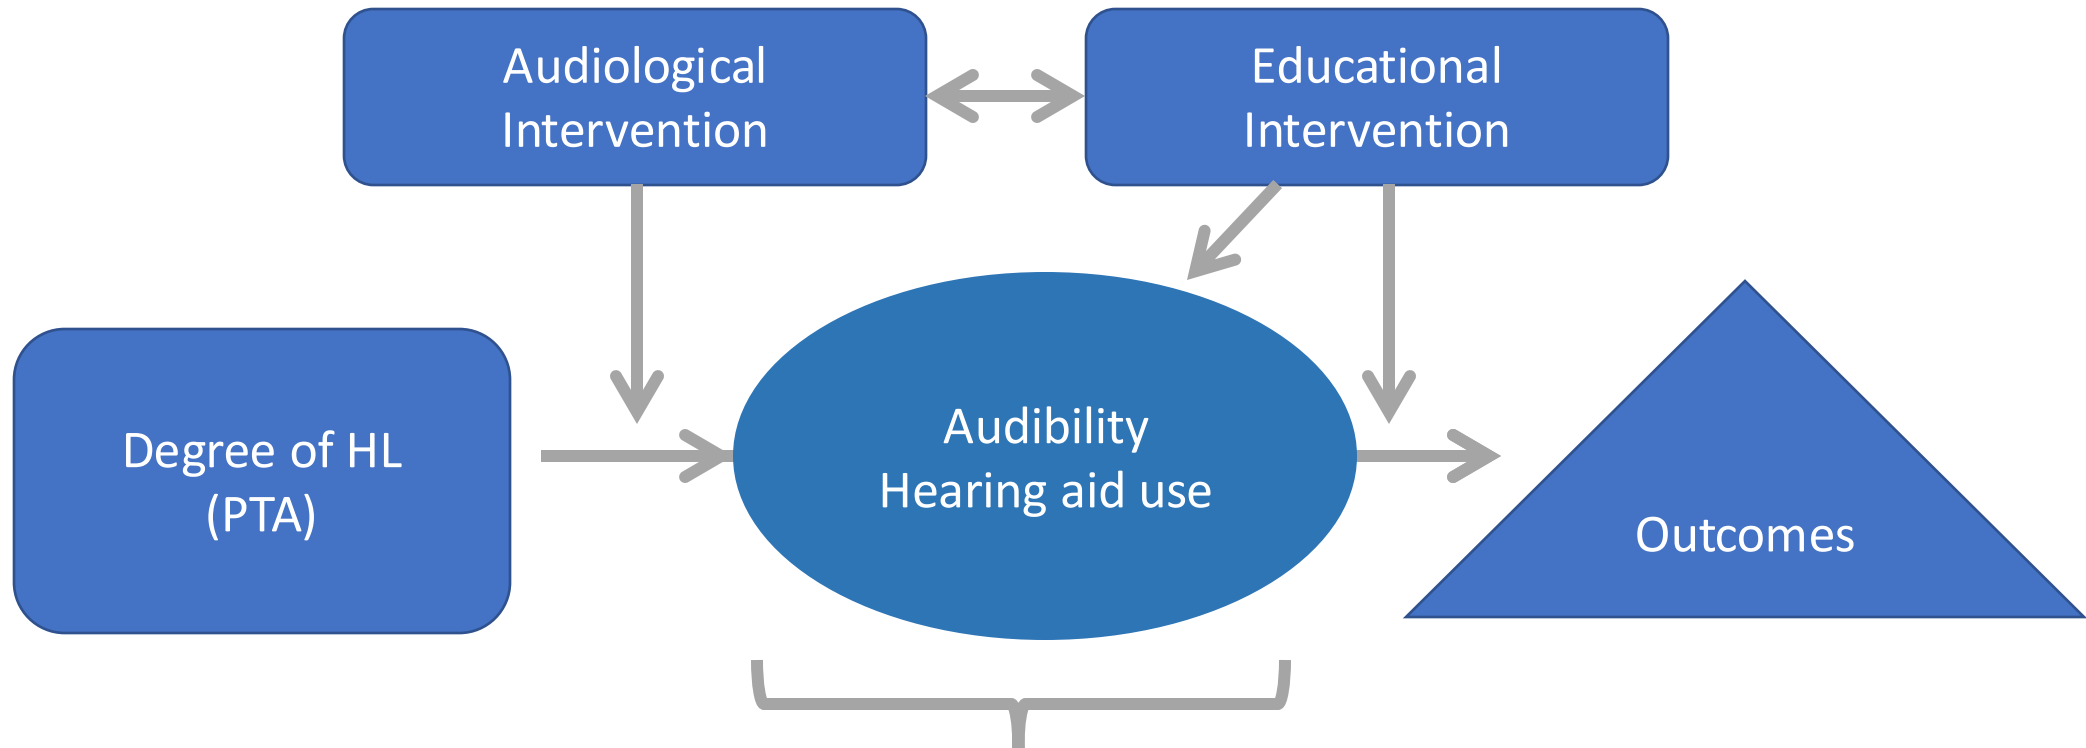 Audiological
Intervention
Educational
Intervention
Degree of HL
(PTA)
Audibility
Hearing aid use
Outcomes